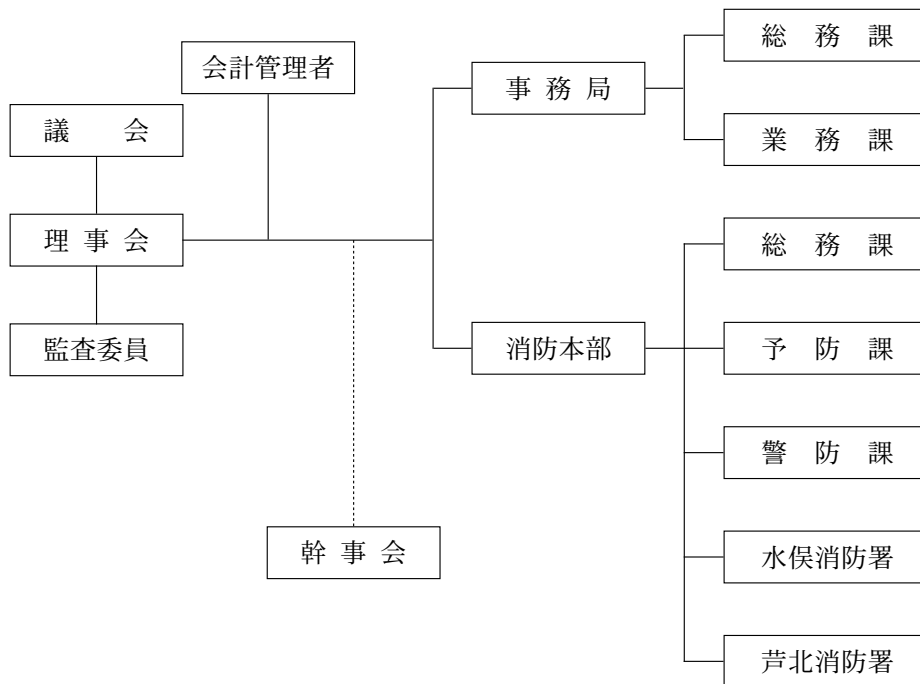 総務課
会計管理者
事務局
議会
業務課
理事会
総務課
監査委員
消防本部
予防課
警防課
幹事会
水俣消防署
芦北消防署